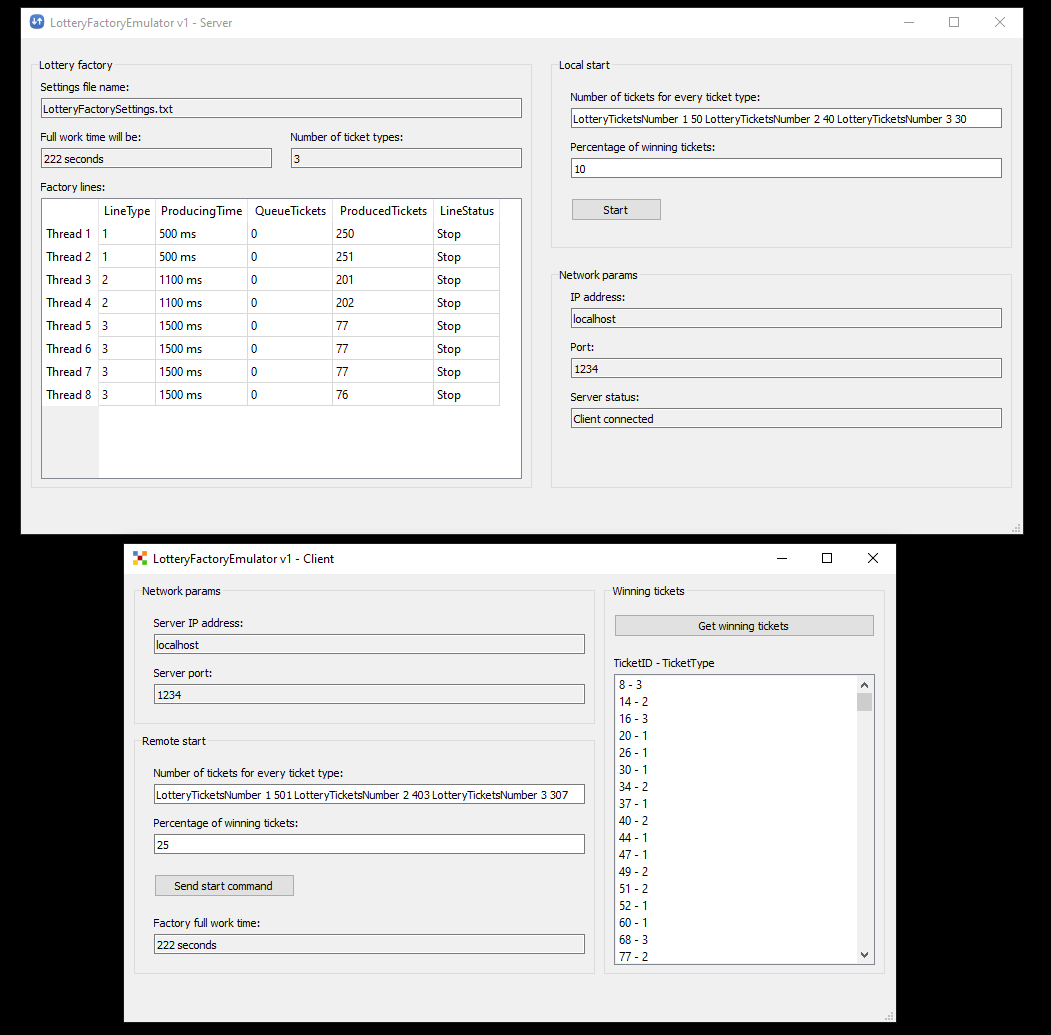 LotteryFactoryEmulator v1 - Server
Lottery factory
Settings file name:
LotteryFactorySettings.txt
Full work time will be: Number of ticket types:
222 seconds 3
Factory lines:
LineType ProducingTime QueueTickets ProducedTickets LineStatus
Thread 1 1 500 ms 0 250 Stop
Thread 2 1 500 ms 0 251 Stop
Thread 3 2 1100 ms 0 201 Stop
Thread 4 2 1100 ms 0 202 Stop
Thread 5 3 1500 ms 0 77 Stop
Thread 6 3 1500 ms 0 77 Stop
Thread 7 3 1500 ms 0 77 Stop
Thread 8 3 1500 ms 0 76 Stop
Local start
Number of tickets for every ticket type:
LotteryTicketsNumber 1 50 LotteryTicketsNumber 2 40 LotteryTicketsNumber 3 30
Percentage of winning tickets:
10
Start
Network params
IP address:
localhost
Port:
1234
Server status:
Client connected
LotteryFactoryEmulator v1 - Client
Network params
Server IP address:
localhost
Server port:
1234
Remote start
Number of tickets for every ticket type:
LotteryTicketsNumber 1 501 LotteryTicketsNumber 2 403 LotteryTicketsNumber 3 307
Percentage of winning tickets:
25
Send start command
Factory full work time:
222 seconds
Winning tickets
Get winning tickets
TicketID - TicketType
8 - 3
14 - 2
16 - 3
20 - 1
26 - 1
30 - 1
34 - 2
37 - 1
40 - 2
44 - 1
47 - 1
49 - 2
51 - 2
52 - 1
60 - 1
68 - 3
77 - 2